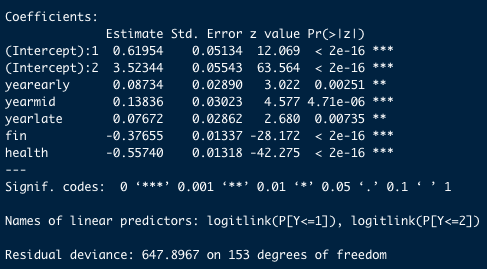 Coefficients:
              Estimate Std. Error z value Pr(>|z|)
(Intercept):1  0.61954    0.05134  12.069  < 2e-16 ***
(Intercept):2  3.52344    0.05543  63.564  < 2e-16 ***
yearearly      0.08734    0.02890   3.022  0.00251 **
yearmid        0.13836    0.03023   4.577 4.71e-06 ***
yearlate       0.07672    0.02862   2.680  0.00735 **
fin           -0.37655    0.01337 -28.172  < 2e-16 ***
health        -0.55740    0.01318 -42.275  < 2e-16 ***
---
Signif. codes:  0 ‘***’ 0.001 ‘**’ 0.01 ‘*’ 0.05 ‘.’ 0.1 ‘ ’ 1
Names of linear predictors: logitlink(P[Y<=1]), logitlink(P[Y<=2])
Residual deviance: 647.8967 on 153 degrees of freedom